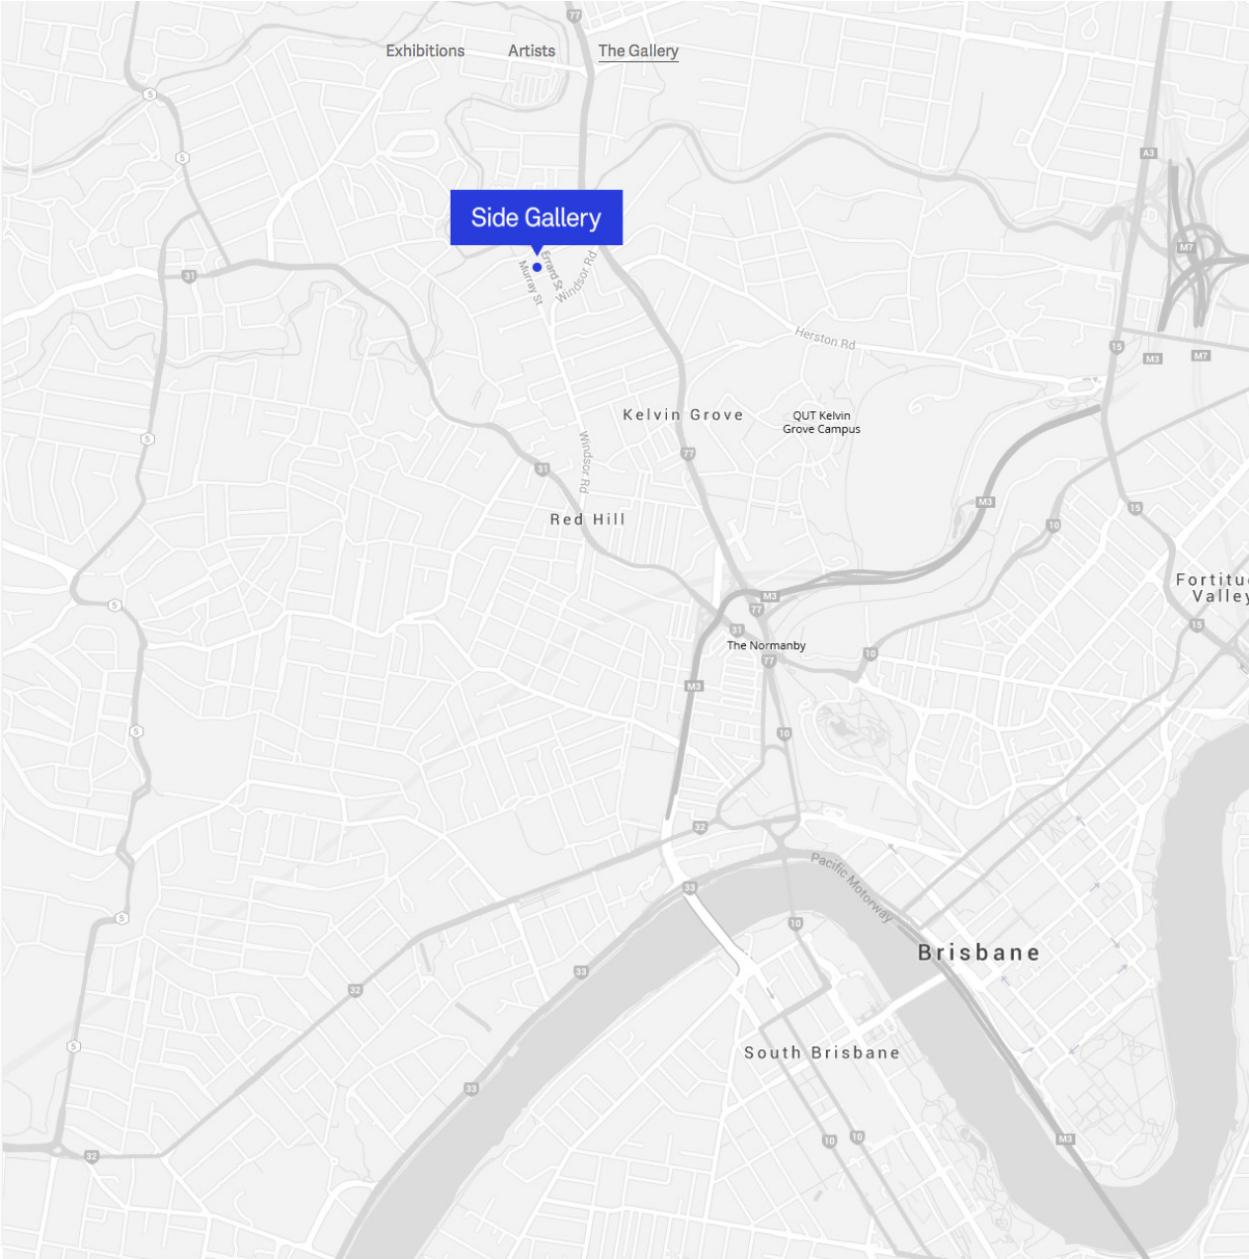 77
Exhibitions
Artists
The Gallery
5
A3
5
Side Gallery
M7
Errard St
Murray St
Windsor Rd
31
Herston Rd
15
M3
M7
Kelvin Grove
QUT Kelvin
Grove Campus
5
Windsor Rd
77
31
M3
15
Red Hill
10
Fortitu
Valley
M3
5
77
15
31
The Normanby
10
77
M3
5
10
32
Pacific Motorway
33
5
10
Brisbane
33
32
5
South Brisbane
33
10
10
M3
32